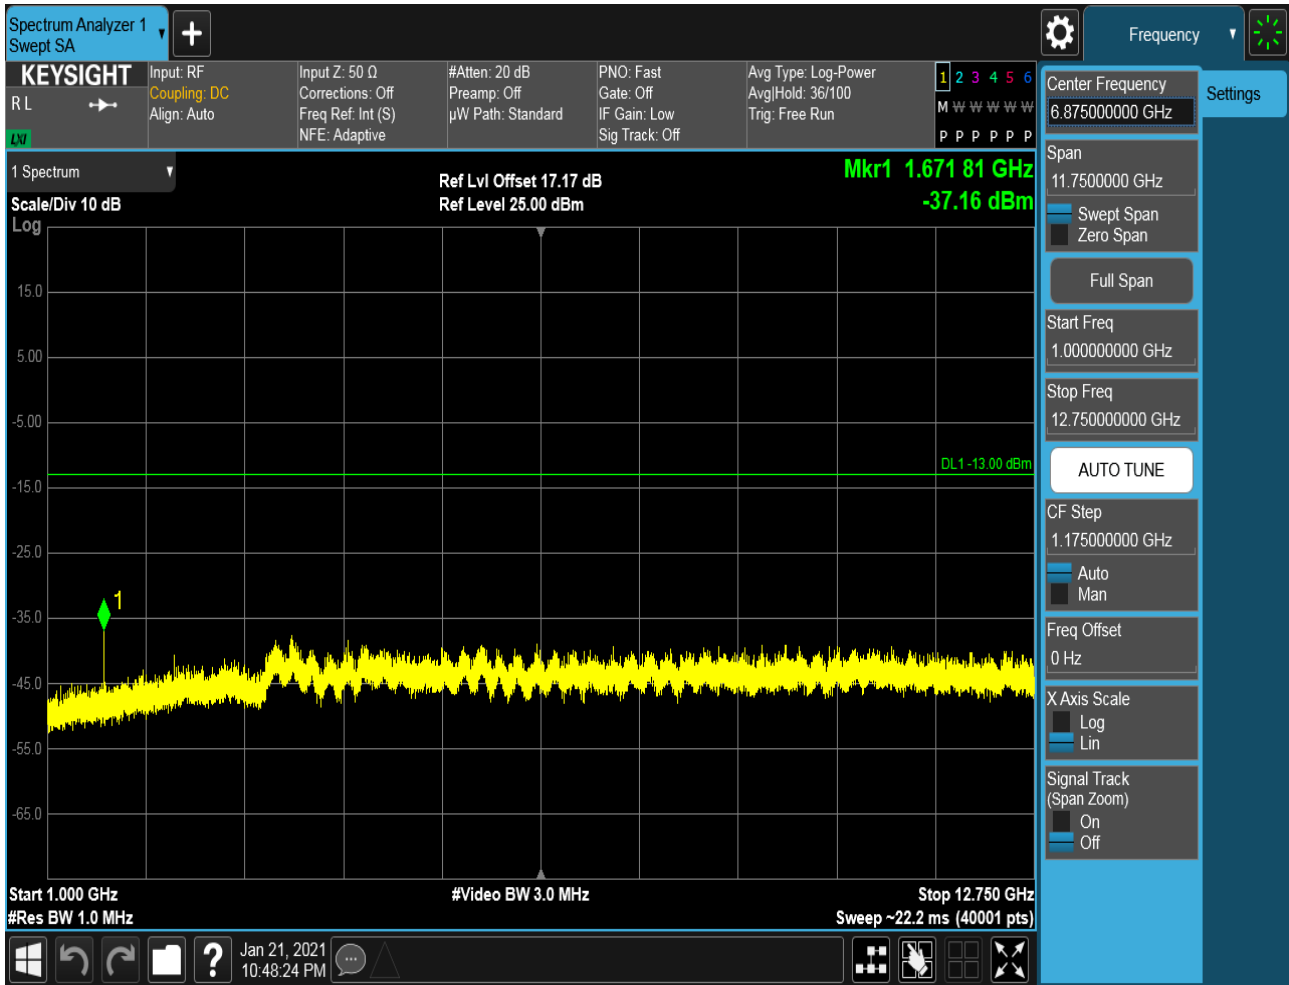 Spectrum Analyzer 1
Swept SA
Frequency
KEYSIGHT
R L
LXI
Input: RF
Coupling: DC
Align: Auto
Input Z: 50 Ω
Corrections: Off
Freq Ref: Int (S)
NFE: Adaptive
#Atten: 20 dB
Preamp: Off
µW Path: Standard
PNO: Fast
Gate: Off
IF Gain: Low
Sig Track: Off
Avg Type: Log-Power
Avg|Hold: 36/100
Trig: Free Run
1 2 3 4 5 6
M W W W W W
P P P P P P
1 Spectrum
Scale/Div 10 dB
Log
Ref Lvl Offset 17.17 dB
Ref Level 25.00 dBm
Mkr1 1.671 81 GHz
-37.16 dBm
15.0
5.00
-5.00
DL1 -13.00 dBm
-15.0
-25.0
1
-35.0
-45.0
-55.0
-65.0
Start 1.000 GHz
#Res BW 1.0 MHz
#Video BW 3.0 MHz
Stop 12.750 GHz
Sweep ~22.2 ms (40001 pts)
Center Frequency
6.875000000 GHz
Settings
Span
11.7500000 GHz
Swept Span
Zero Span
Full Span
Start Freq
1.000000000 GHz
Stop Freq
12.750000000 GHz
AUTO TUNE
CF Step
1.175000000 GHz
Auto
Man
Freq Offset
0 Hz
X Axis Scale
Log
Lin
Signal Track
(Span Zoom)
On
Off
?
Jan 21, 2021
10:48:24 PM